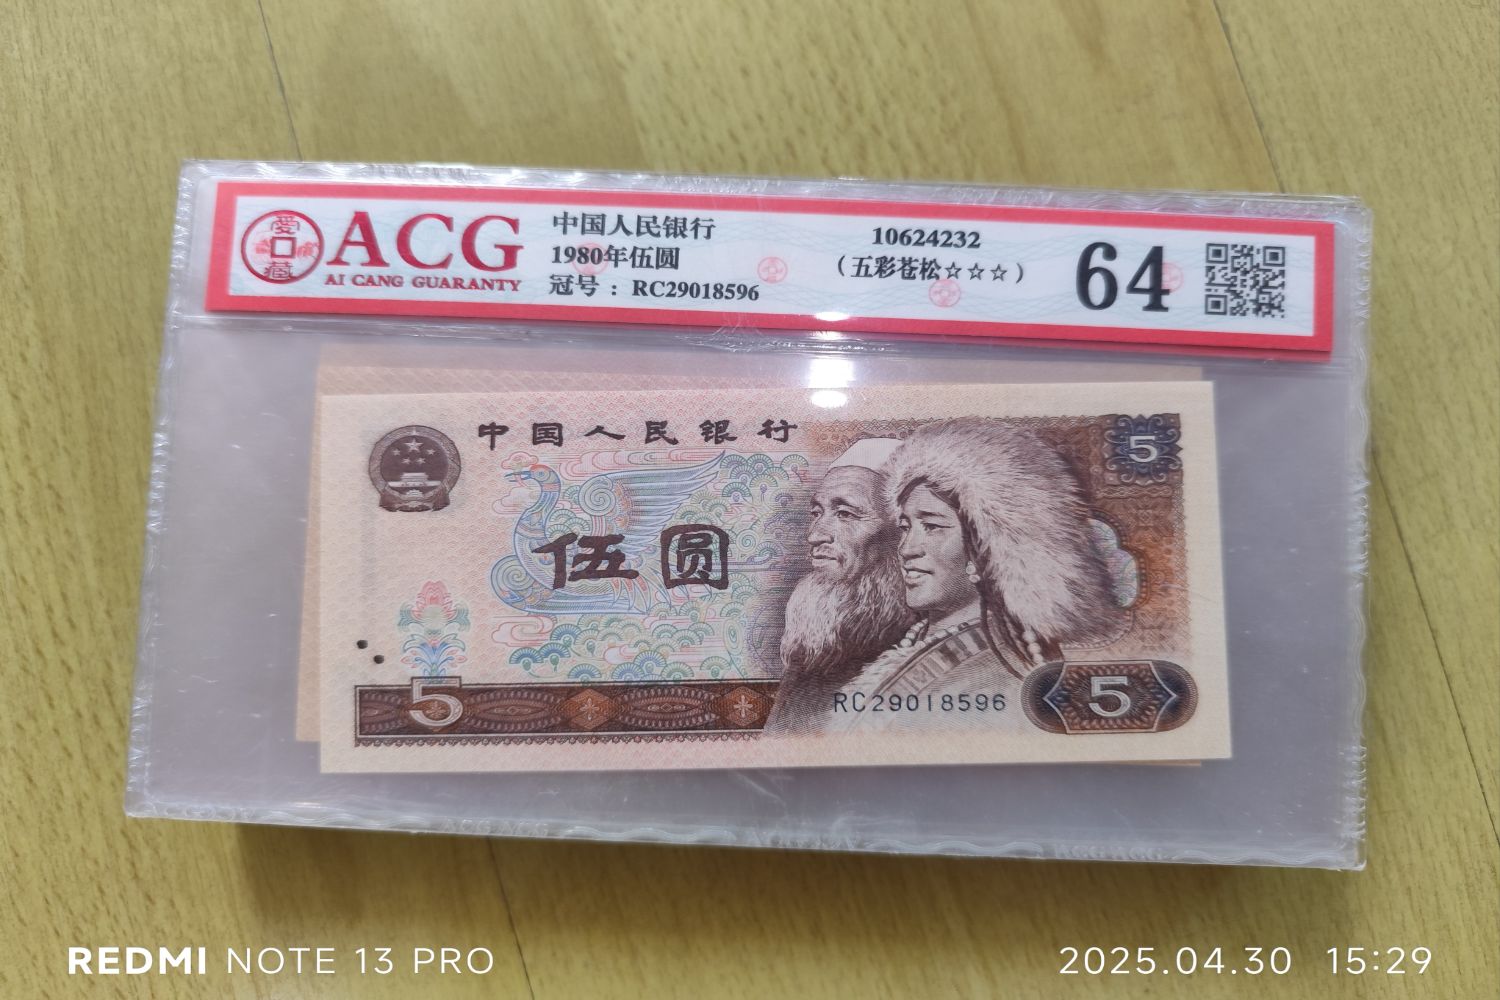 愛
藏
ACG
AI CANG GUARANTY
中国人民银行
1980年伍圆
冠号 : RC29018596
10624232
(五彩苍松☆☆☆)
64
中国人民银行
5
伍圆
5
RC29018596
5
REDMI NOTE 13 PRO
2025.04.30 15:29